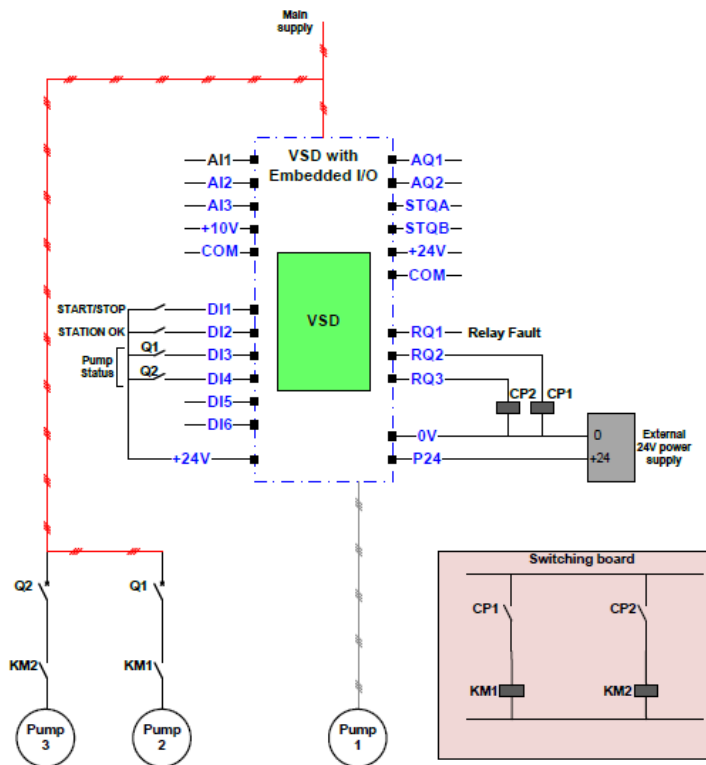 Main
supply
VSD with
Embedded I/O
AI1
AI2
AI3
+10V
COM
AQ1
AQ2
STQA
STQB
+24V
COM
VSD
START/STOP
STATION OK
Pump
Status
Q1
Q2
DI1
DI2
DI3
DI4
DI5
DI6
+24V
RQ1
Relay Fault
RQ2
RQ3
CP2
CP1
0V
P24
0
+24
External
24V power
supply
Q2
Q1
KM2
KM1
Pump
3
Pump
2
Pump
1
Switching board
CP1
CP2
KM1
KM2